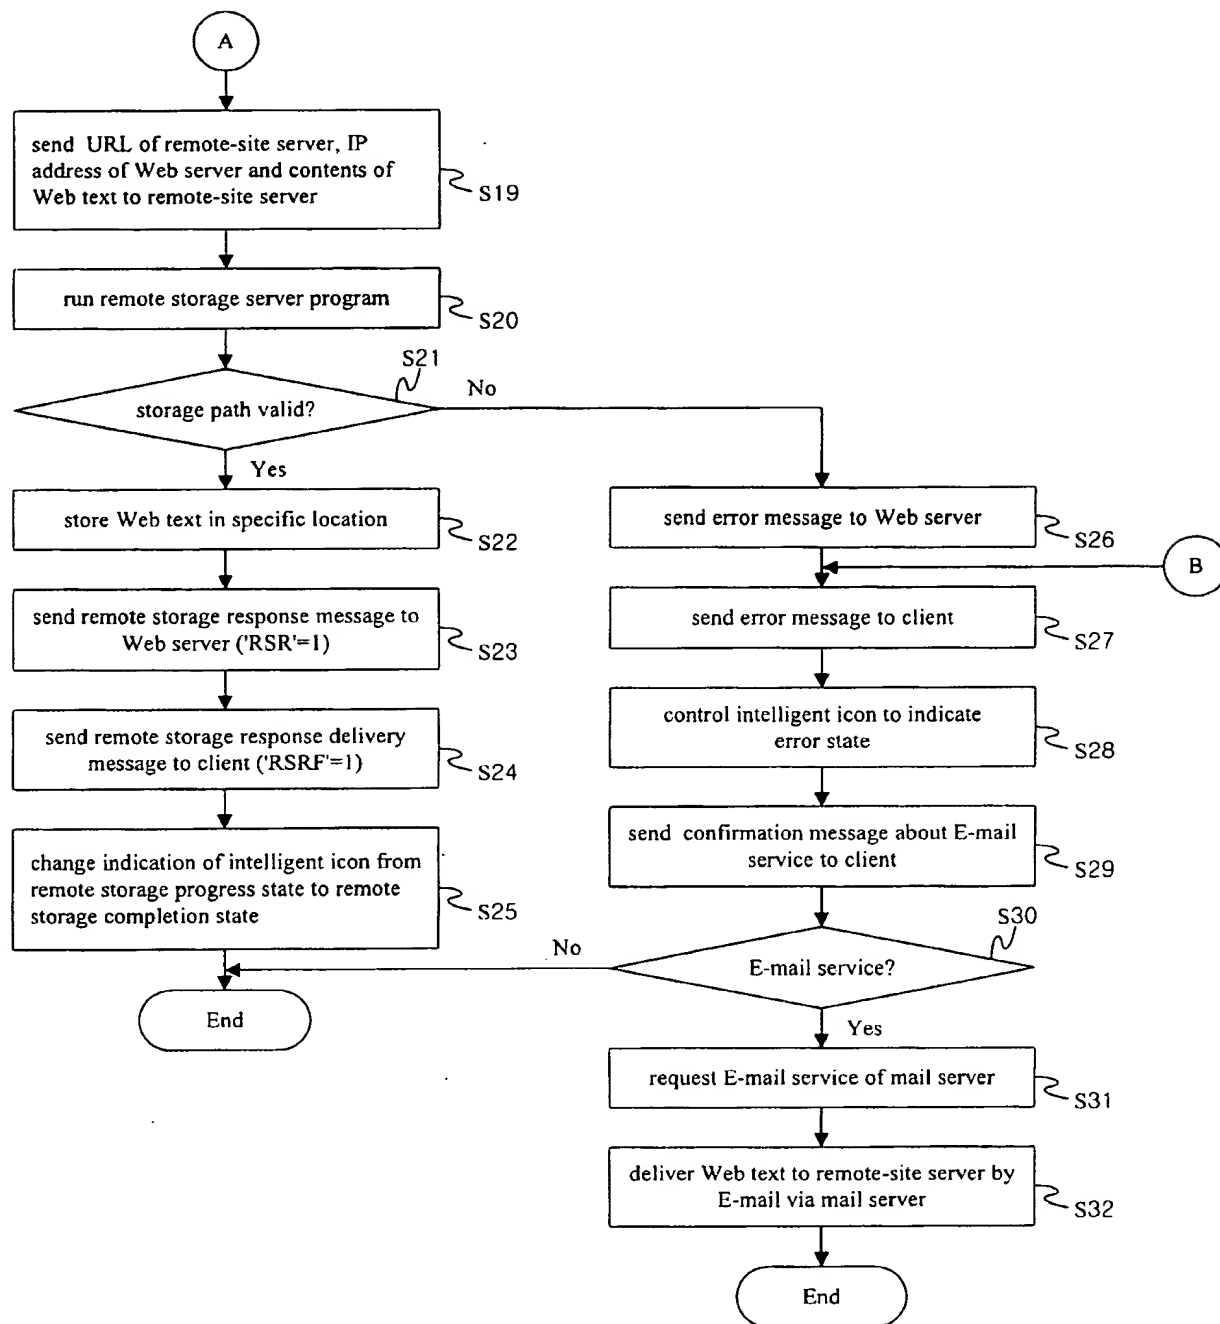 A
send URL of remote-site server, IP
address of Web server and contents of
Web text to remote-site server
S19
run remote storage server program
S20
S21
storage path valid?
No
Yes
store Web text in specific location
S22
send error message to Web server
S26
B
send remote storage response message to
Web server ('RSR'=1)
S23
send error message to client
S27
send remote storage response delivery
message to client ('RSRF'=1)
S24
control intelligent icon to indicate
error state
S28
change indication of intelligent icon from
remote storage progress state to remote
storage completion state
S25
send confirmation message about E-mail
service to client
S29
S30
E-mail service?
No
Yes
End
request E-mail service of mail server
S31
deliver Web text to remote-site server by
E-mail via mail server
S32
End